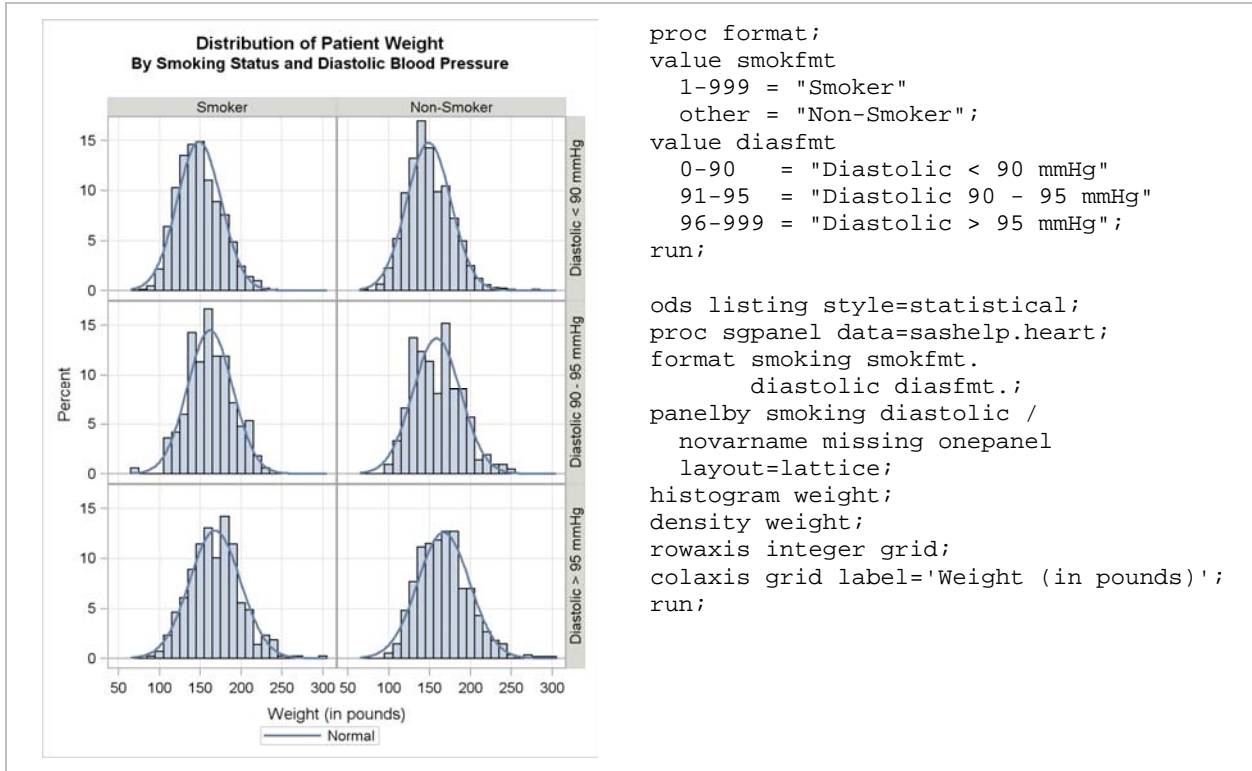 Distribution of Patient Weight
By Smoking Status and Diastolic Blood Pressure
Smoker Non-Smoker
15
10
5
0
Diastolic < 90 mmHg
15
10
5
0
Diastolic 90 - 95 mmHg
15
10
5
0
Diastolic > 95 mmHg
Percent
50 100 150 200 250 300 50 100 150 200 250 300
Weight (in pounds)
Normal
proc format;
value smokfmt
  1-999 = "Smoker"
  other = "Non-Smoker";
value diasfmt
  0-90   = "Diastolic < 90 mmHg"
  91-95  = "Diastolic 90 - 95 mmHg"
  96-999 = "Diastolic > 95 mmHg";
run;

ods listing style=statistical;
proc sgpanel data=sashelp.heart;
format smoking smokfmt.
       diastolic diasfmt.;
panelby smoking diastolic /
  novarname missing onepanel
  layout=lattice;
histogram weight;
density weight;
rowaxis integer grid;
colaxis grid label='Weight (in pounds)';
run;